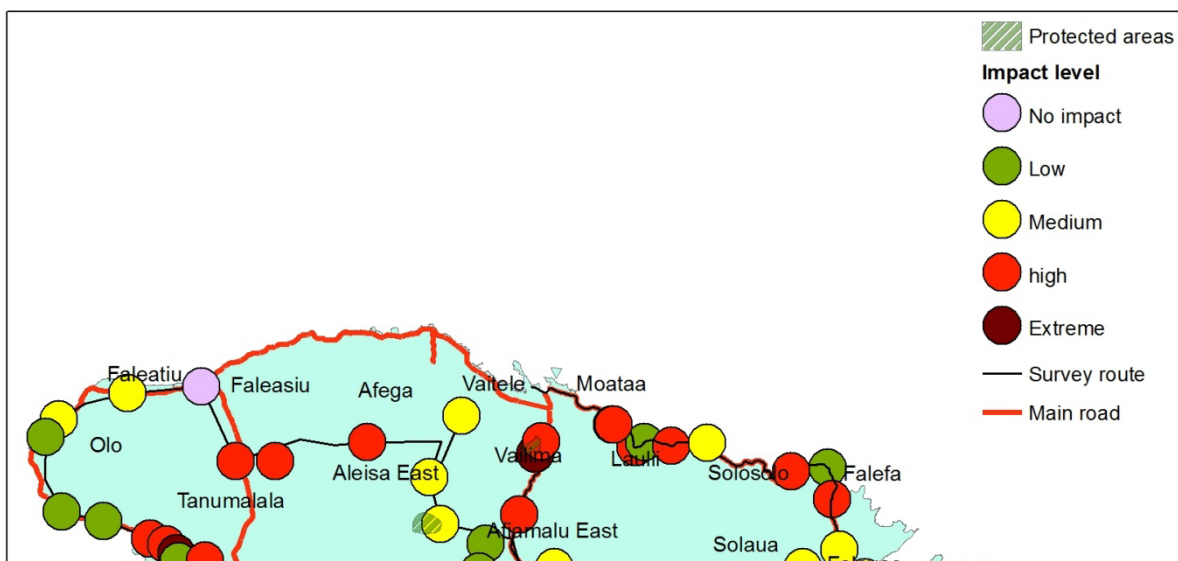 Protected areas
Impact level
No impact
Low
Medium
high
Extreme
Survey route
Main road
Faleatiu
Faleasiu
Afega
Vaitele
Moataa
Olo
Aleisa East
Vailima
Laulii
Solosolo
Falefa
Tanumalala
Afiamalu East
Solaua